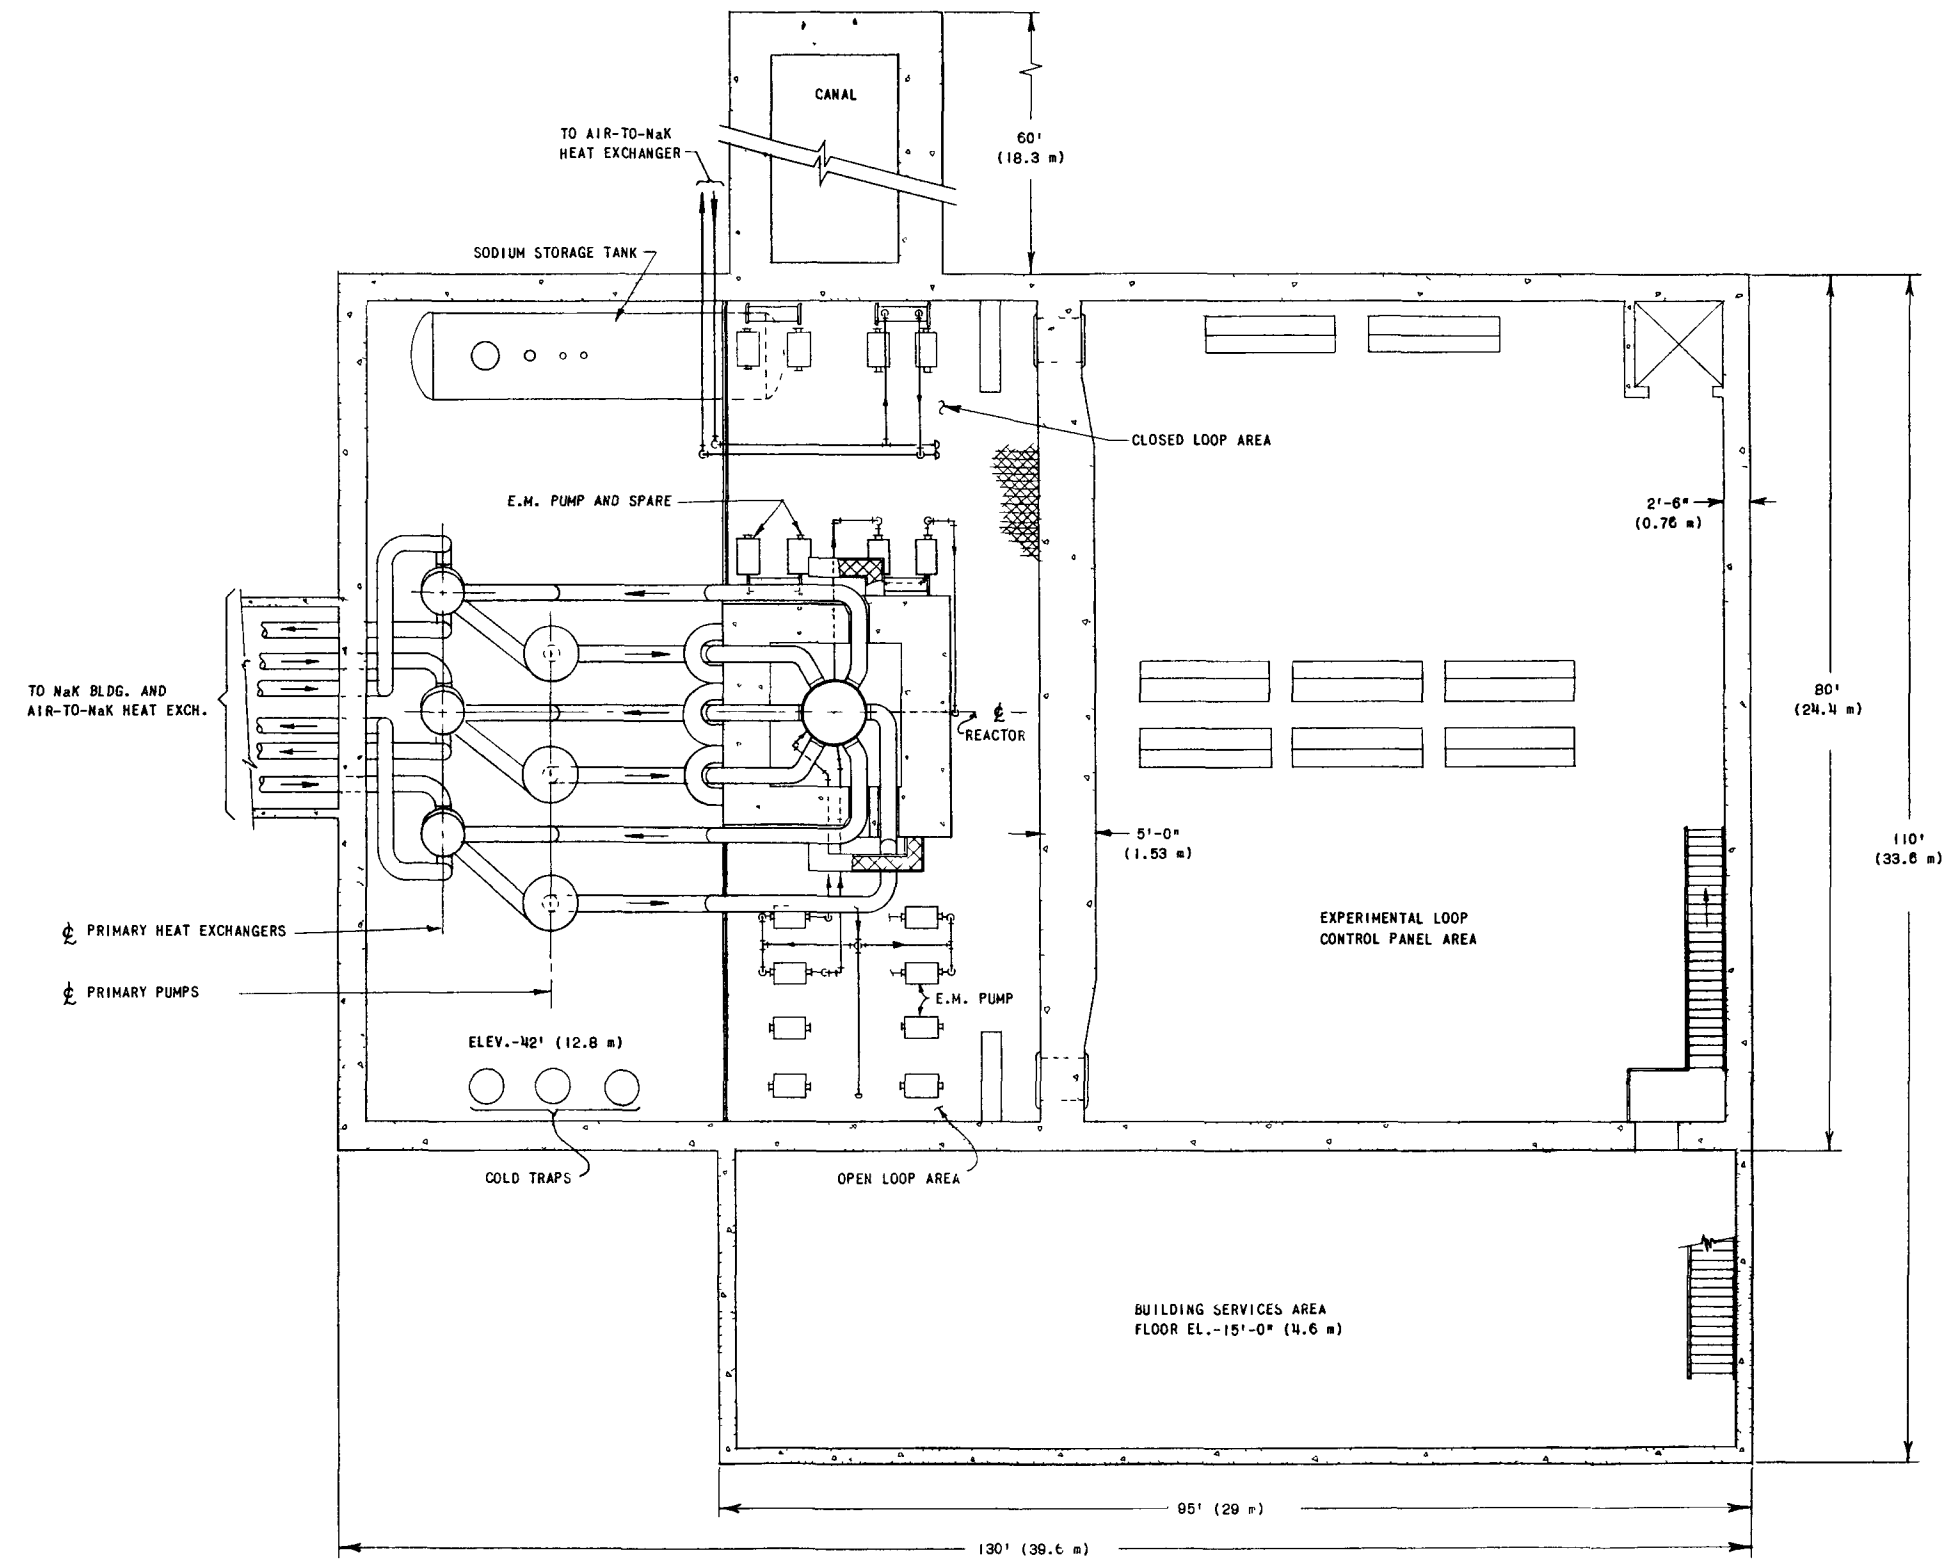 CANAL
TO AIR-TO-NaK
HEAT EXCHANGER
60'
(18.3 m)
SODIUM STORAGE TANK
CLOSED LOOP AREA
E.M. PUMP AND SPARE
2'-6"
(0.76 m)
TO NaK BLDG. AND
AIR-TO-NaK HEAT EXCH.
℄
REACTOR
80'
(24.4 m)
5'-0"
(1.53 m)
110'
(33.6 m)
EXPERIMENTAL LOOP
CONTROL PANEL AREA
℄ PRIMARY HEAT EXCHANGERS
℄ PRIMARY PUMPS
E.M. PUMP
ELEV.-42' (12.8 m)
COLD TRAPS
OPEN LOOP AREA
BUILDING SERVICES AREA
FLOOR EL.-15'-0" (4.6 m)
95' (29 m)
130' (39.6 m)